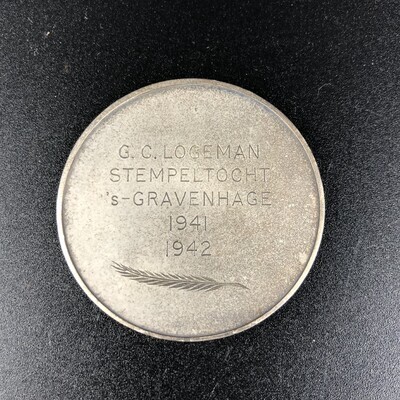 G. C. LOGEMAN
STEMPELTOCHT
's-GRAVENHAGE
1941
1942